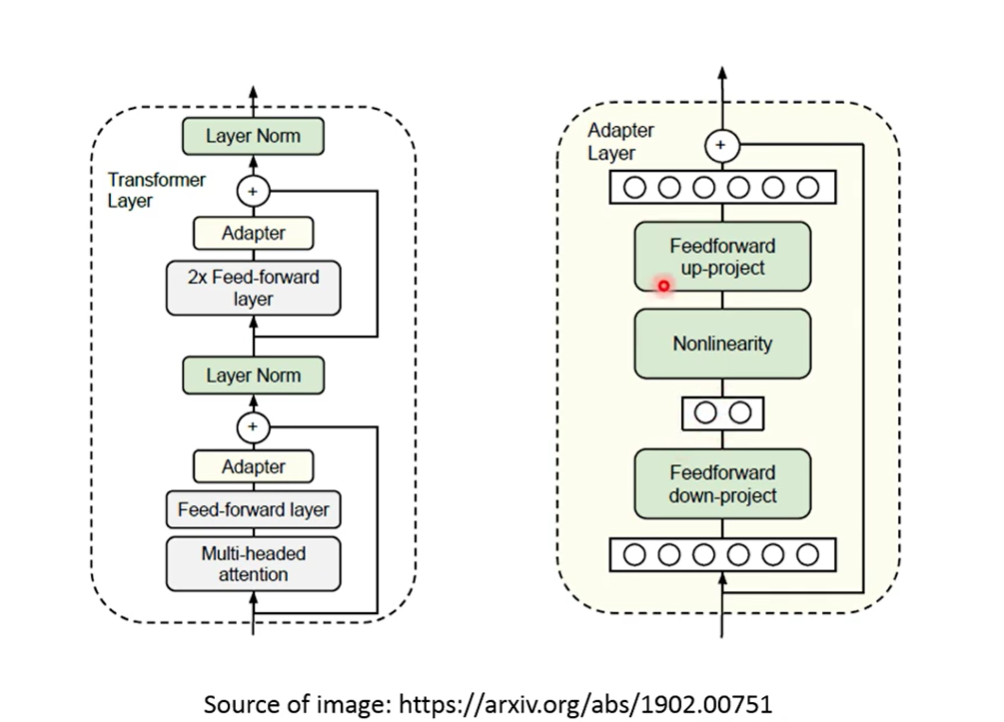 Layer Norm
Transformer
Layer
+
Adapter
2x Feed-forward
layer
Layer Norm
+
Adapter
Feed-forward layer
Multi-headed
attention
Adapter
Layer
+
Feedforward
up-project
Nonlinearity
Feedforward
down-project
Source of image: https://arxiv.org/abs/1902.00751